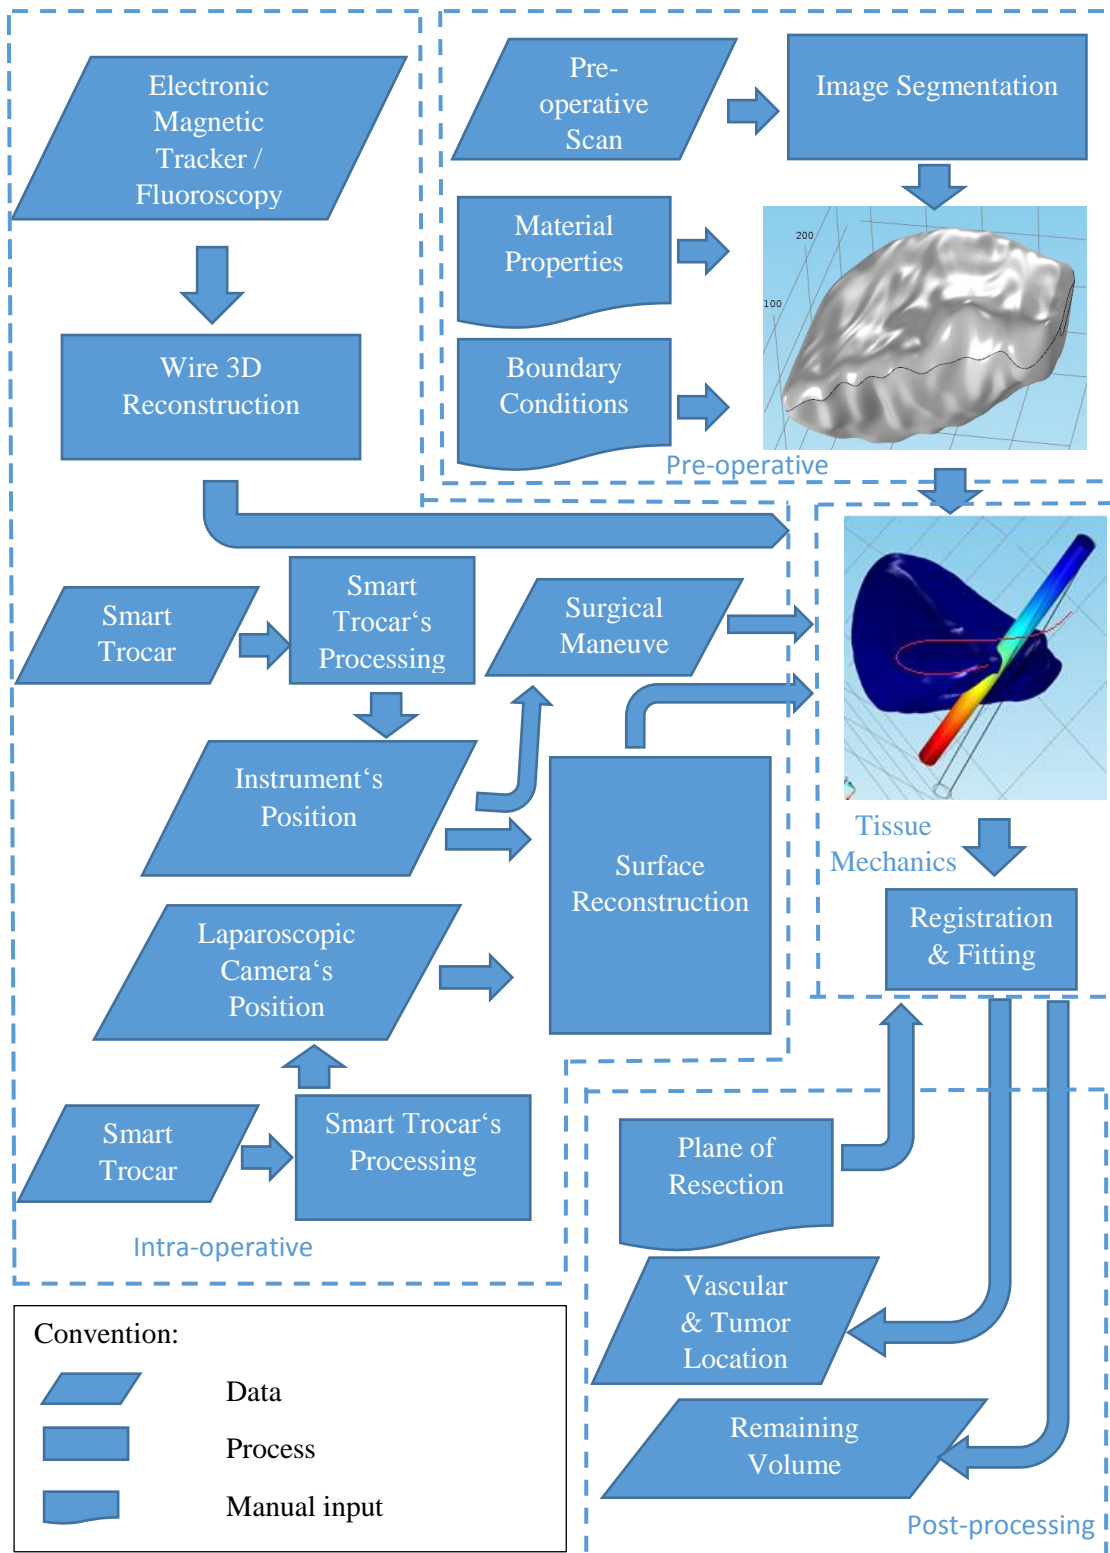 Electronic
Magnetic
Tracker /
Fluoroscopy
Wire 3D
Reconstruction
Pre-
operative
Scan
Image Segmentation
Material
Properties
Boundary
Conditions
200
100
Pre-operative
Smart
Trocar
Smart
Trocar‘s
Processing
Surgical
Maneuve
Instrument‘s
Position
Surface
Reconstruction
Laparoscopic
Camera‘s
Position
Smart
Trocar
Smart Trocar‘s
Processing
Intra-operative
Tissue
Mechanics
Registration
& Fitting
Plane of
Resection
Vascular
& Tumor
Location
Remaining
Volume
Post-processing
Convention:
Data
Process
Manual input